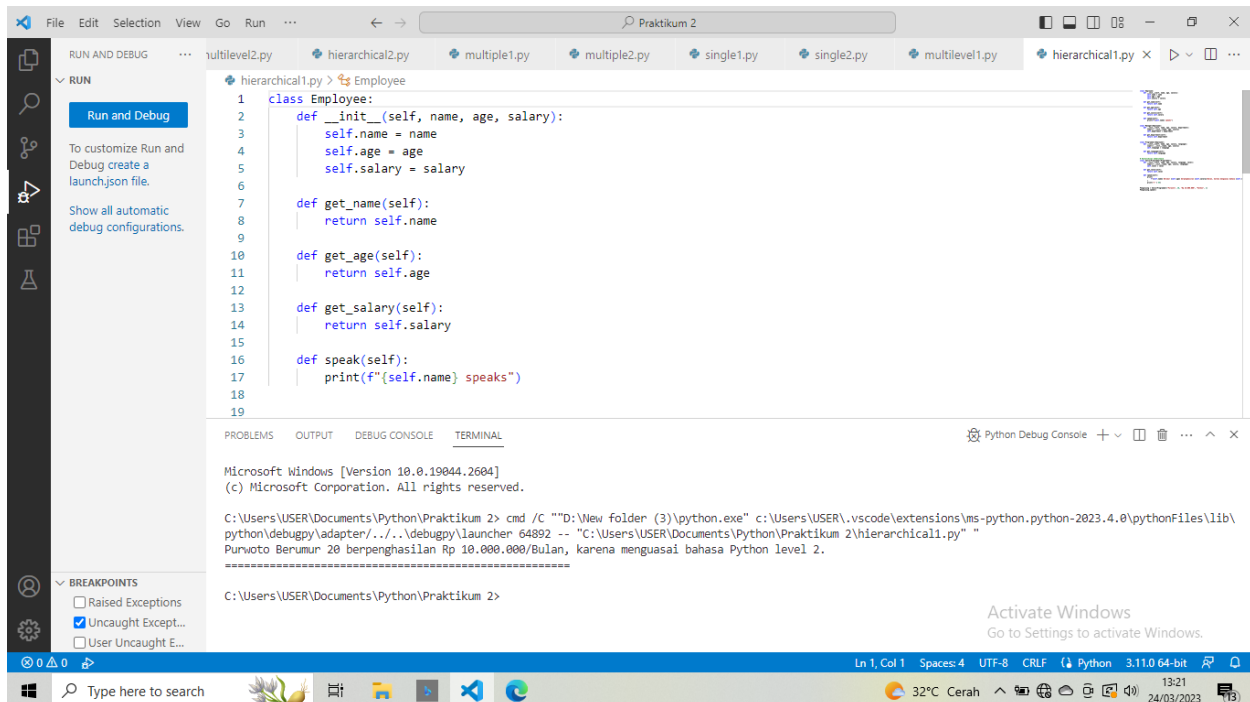 File Edit Selection View Go Run ··· Praktikum 2
RUN AND DEBUG ···
RUN
Run and Debug
To customize Run and
Debug create a
launch.json file.
Show all automatic
debug configurations.
BREAKPOINTS
Raised Exceptions
Uncaught Except...
User Uncaught E...
hierarchical2.py multiple1.py multiple2.py single1.py single2.py multilevel1.py hierarchical1.py
hierarchical1.py > Employee
1 class Employee:
2 def __init__(self, name, age, salary):
3 self.name = name
4 self.age = age
5 self.salary = salary
6
7 def get_name(self):
8 return self.name
9
10 def get_age(self):
11 return self.age
12
13 def get_salary(self):
14 return self.salary
15
16 def speak(self):
17 print(f"{self.name} speaks")
18
19
PROBLEMS OUTPUT DEBUG CONSOLE TERMINAL Python Debug Console
Microsoft Windows [Version 10.0.19044.2604]
(c) Microsoft Corporation. All rights reserved.
C:\Users\USER\Documents\Python\Praktikum 2> cmd /C ""D:\New folder (3)\python.exe" c:\Users\USER\.vscode\extensions\ms-python.python-2023.4.0\pythonFiles\lib\
python\debugpy\adapter/../..\debugpy\launcher 64892 -- "C:\Users\USER\Documents\Python\Praktikum 2\hierarchical1.py" "
Purwoto Berumur 20 berpenghasilan Rp 10.000.000/Bulan, karena menguasai bahasa Python level 2.
======================================================
C:\Users\USER\Documents\Python\Praktikum 2>
Activate Windows
Go to Settings to activate Windows.
0 0 Ln 1, Col 1 Spaces: 4 UTF-8 CRLF Python 3.11.0 64-bit
Type here to search 32°C Cerah 13:21
24/03/2023
13